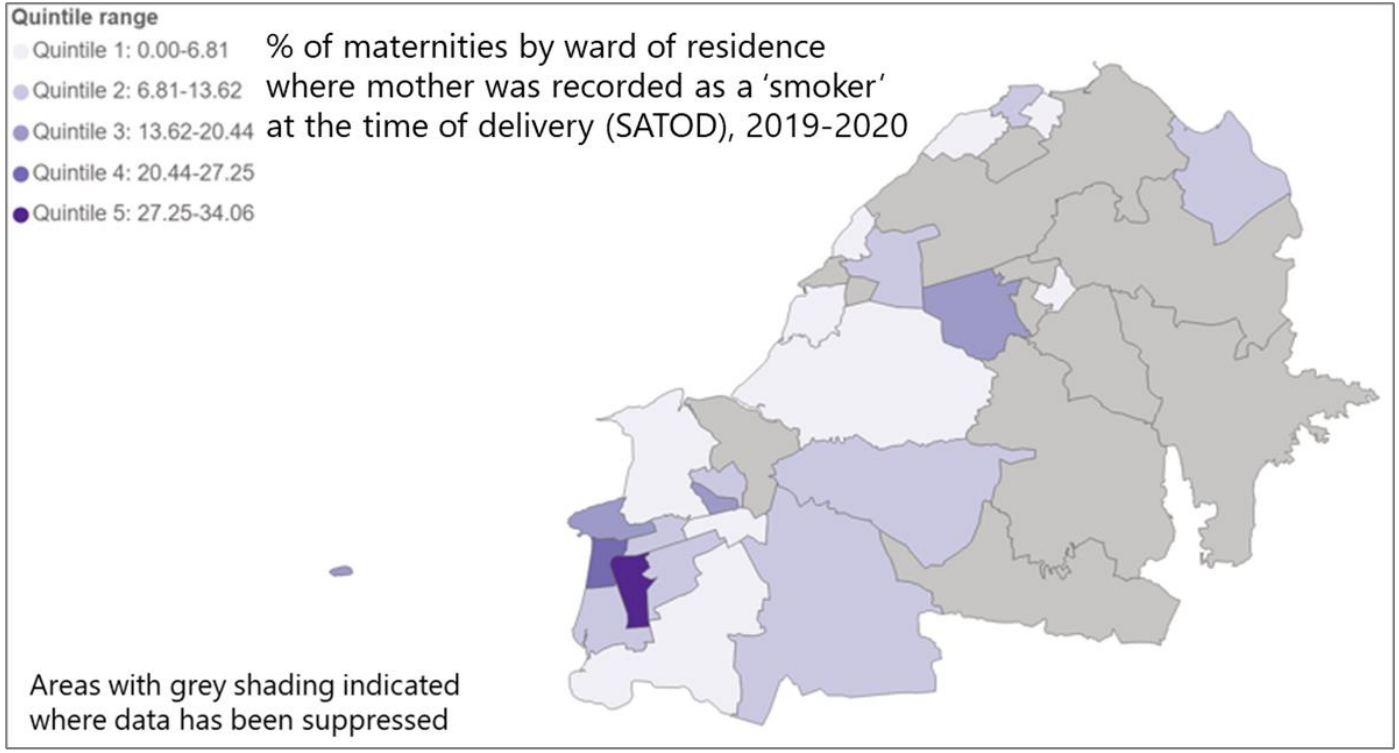 Quintile range
Quintile 1: 0.00-6.81
Quintile 2: 6.81-13.62
Quintile 3: 13.62-20.44
Quintile 4: 20.44-27.25
Quintile 5: 27.25-34.06
% of maternities by ward of residence
where mother was recorded as a ‘smoker’
at the time of delivery (SATOD), 2019-2020
Areas with grey shading indicated
where data has been suppressed